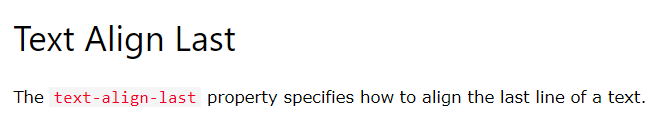 Text Align Last
The text-align-last property specifies how to align the last line of a text.